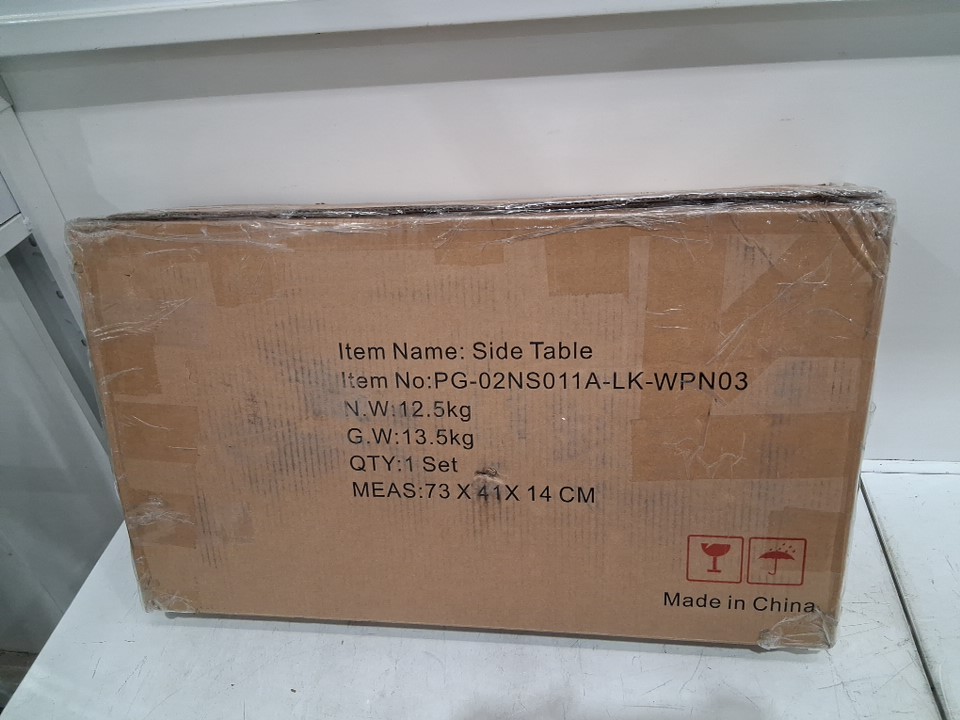 Item Name: Side Table
Item No:PG-02NS011A-LK-WPN03
N.W:12.5kg
G.W:13.5kg
QTY:1 Set
MEAS:73 X 41X 14 CM
Made in China